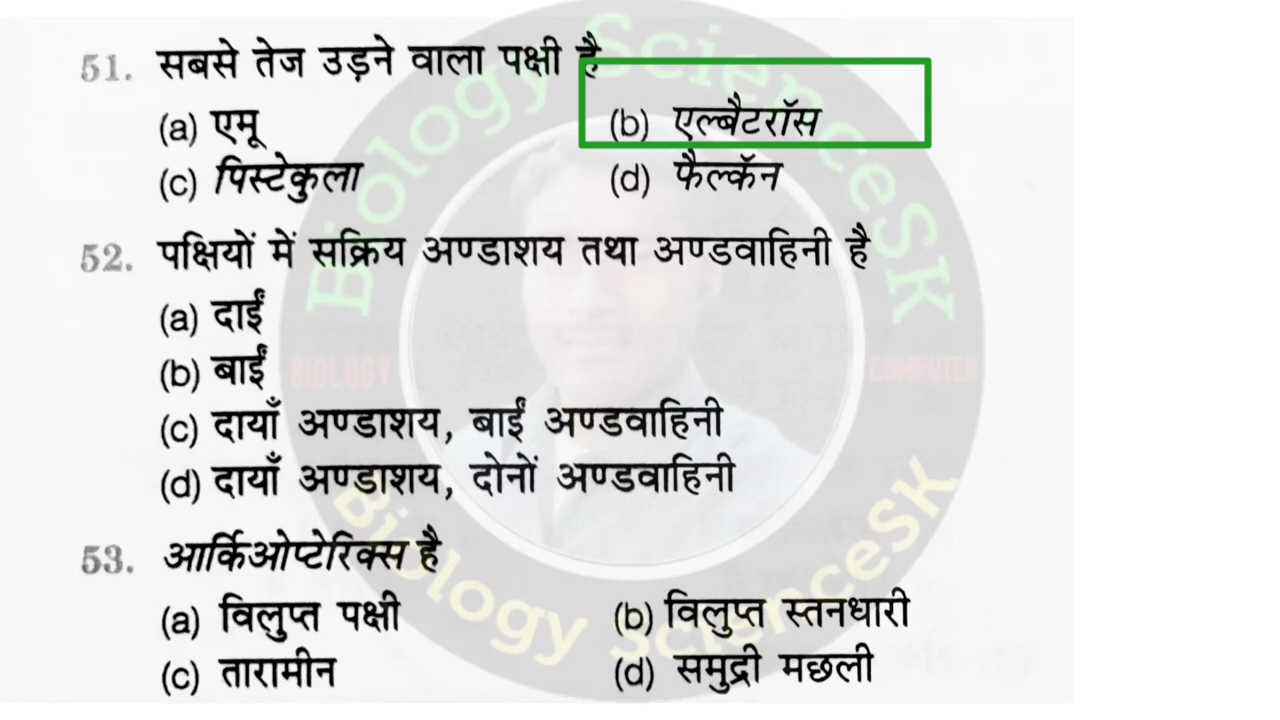 51. सबसे तेज उड़ने वाला पक्षी है
(a) एमू (b) एल्बैटरॉस
(c) पिस्टेकुला (d) फैल्कॅन
52. पक्षियों में सक्रिय अण्डाशय तथा अण्डवाहिनी है
(a) दाईं
(b) बाईं
(c) दायाँ अण्डाशय, बाईं अण्डवाहिनी
(d) दायाँ अण्डाशय, दोनों अण्डवाहिनी
53. आर्किओप्टेरिक्स है
(a) विलुप्त पक्षी (b) विलुप्त स्तनधारी
(c) तारामीन (d) समुद्री मछली
Biology ScienceSK
BIOLOGY COMPUTER
Biology ScienceSK